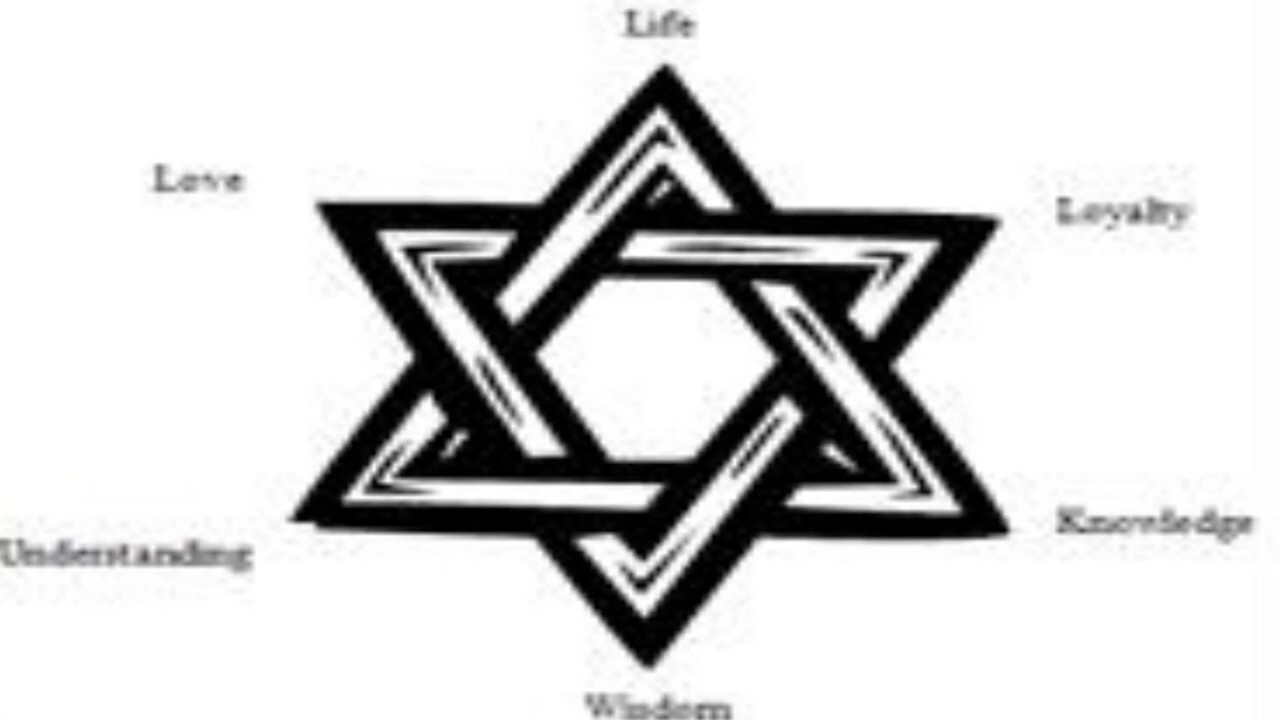 Life
Love
Loyalty
Understanding
Knowledge
Wisdom